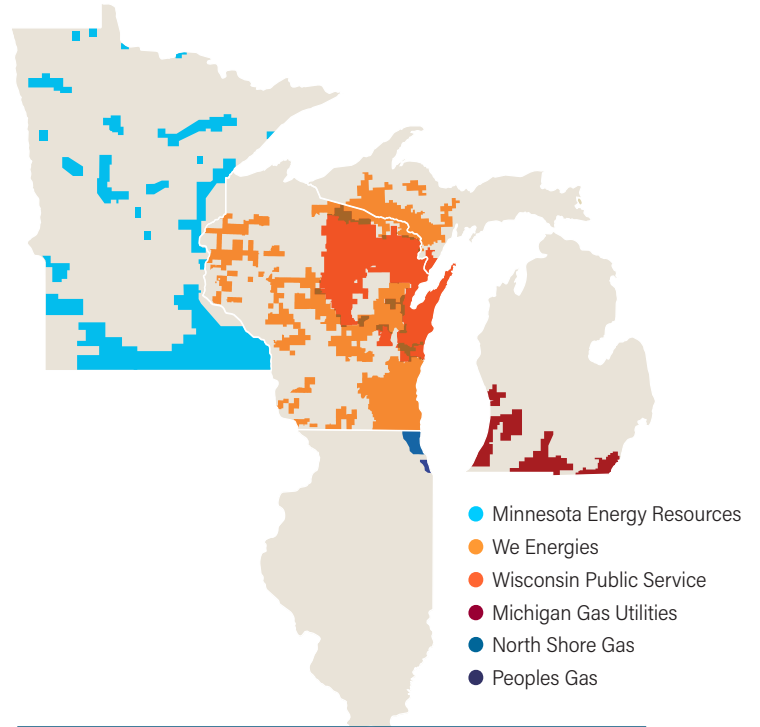 Minnesota Energy Resources
We Energies
Wisconsin Public Service
Michigan Gas Utilities
North Shore Gas
Peoples Gas